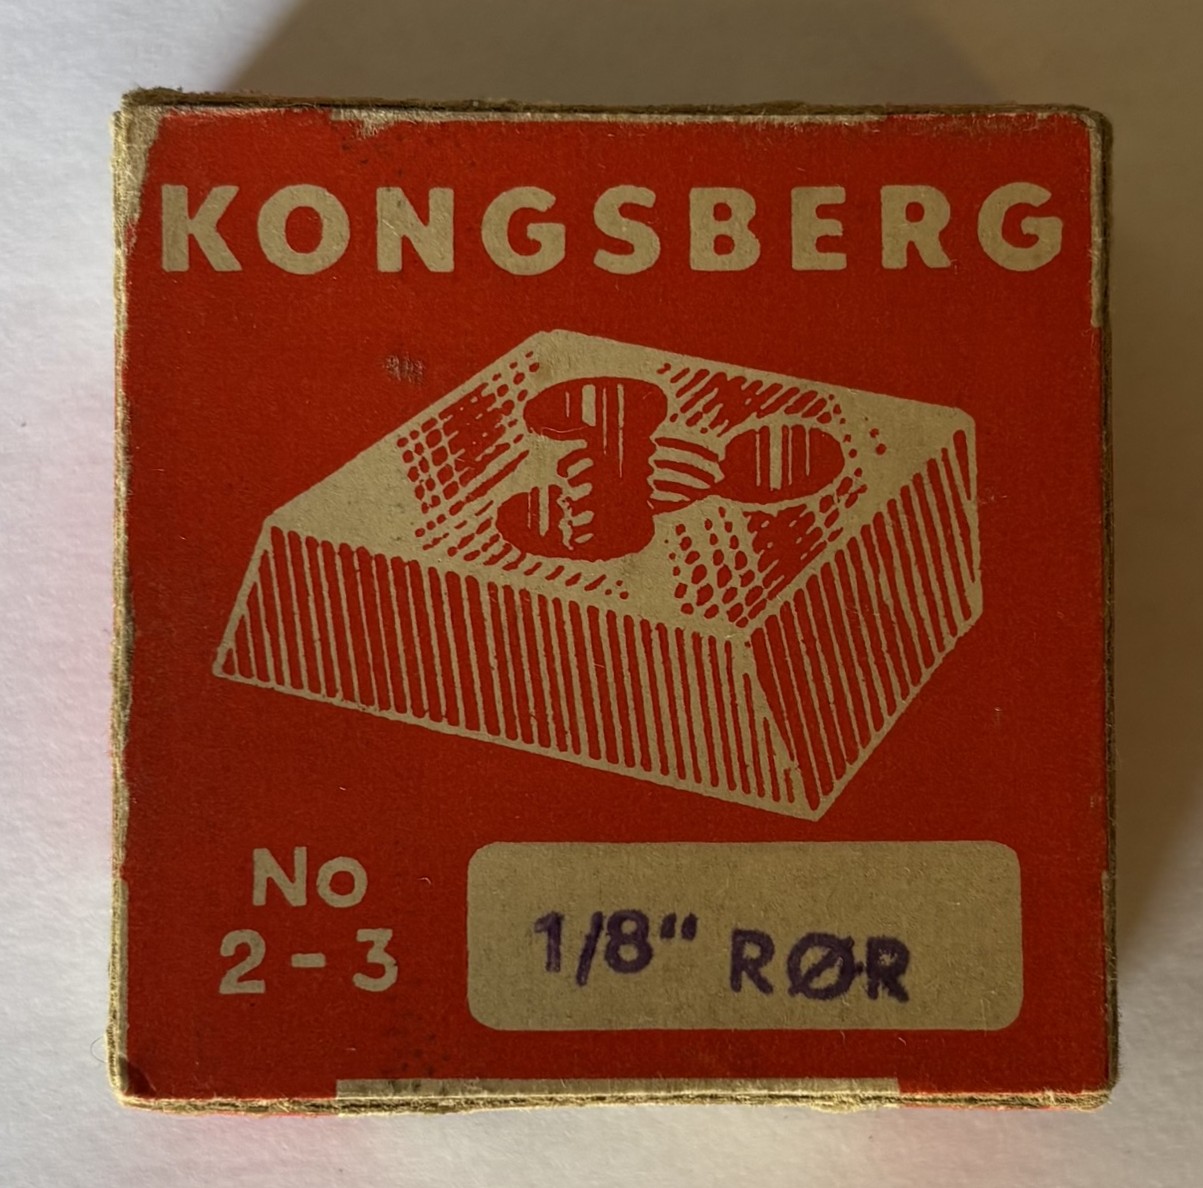 KONGSBERG
No
2-3
1/8" RØR